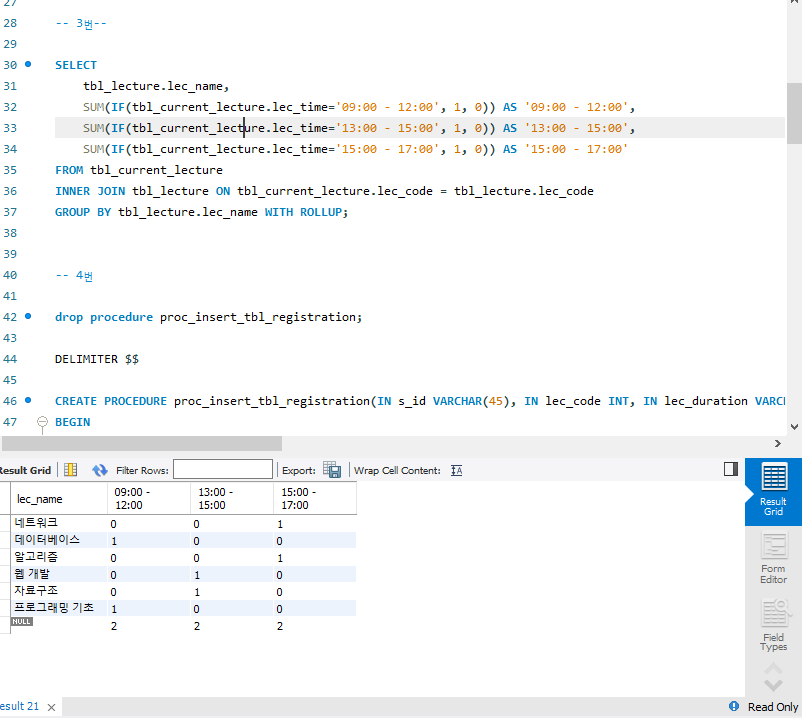 27
28 -- 3번--
29
30 SELECT
31 tbl_lecture.lec_name,
32 SUM(IF(tbl_current_lecture.lec_time='09:00 - 12:00', 1, 0)) AS '09:00 - 12:00',
33 SUM(IF(tbl_current_lecture.lec_time='13:00 - 15:00', 1, 0)) AS '13:00 - 15:00',
34 SUM(IF(tbl_current_lecture.lec_time='15:00 - 17:00', 1, 0)) AS '15:00 - 17:00'
35 FROM tbl_current_lecture
36 INNER JOIN tbl_lecture ON tbl_current_lecture.lec_code = tbl_lecture.lec_code
37 GROUP BY tbl_lecture.lec_name WITH ROLLUP;
38
39
40 -- 4번
41
42 drop procedure proc_insert_tbl_registration;
43
44 DELIMITER $$
45
46 CREATE PROCEDURE proc_insert_tbl_registration(IN s_id VARCHAR(45), IN lec_code INT, IN lec_duration VARC
47 BEGIN
esult Grid Filter Rows: Export: Wrap Cell Content: IA
lec_name 09:00 - 12:00 13:00 - 15:00 15:00 - 17:00
네트워크 0 0 1
데이터베이스 1 0 0
알고리즘 0 0 1
웹 개발 0 1 0
자료구조 0 1 0
프로그래밍 기초 1 0 0
NULL 2 2 2
Result
Grid
Form
Editor
Field
Types
esult 21
Read Only